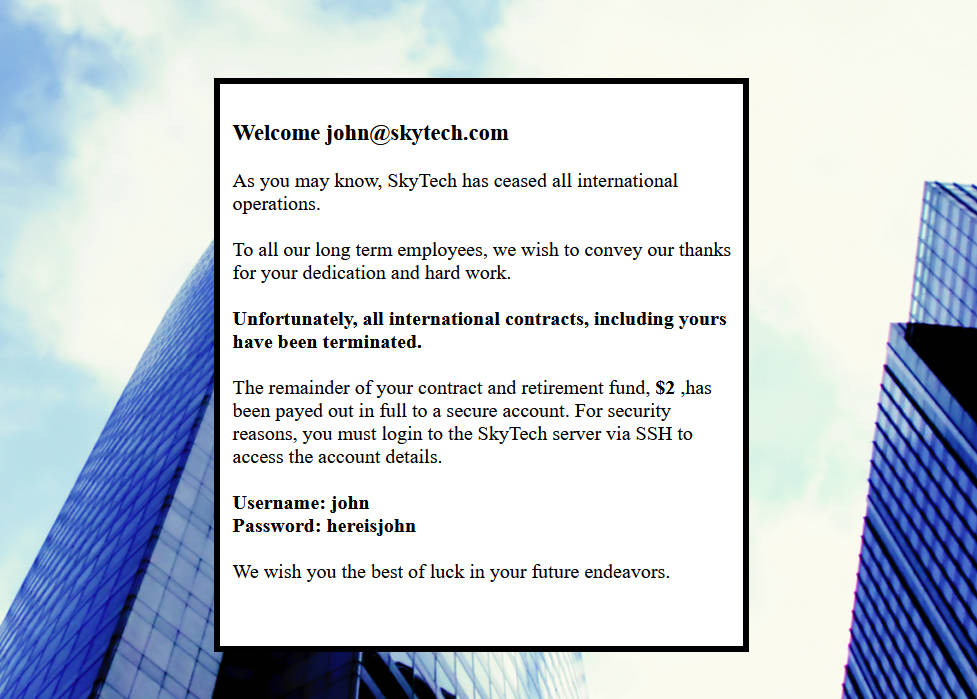 Welcome john@skytech.com
As you may know, SkyTech has ceased all international
operations.
To all our long term employees, we wish to convey our thanks
for your dedication and hard work.
Unfortunately, all international contracts, including yours
have been terminated.
The remainder of your contract and retirement fund, $2 ,has
been payed out in full to a secure account. For security
reasons, you must login to the SkyTech server via SSH to
access the account details.
Username: john
Password: hereisjohn
We wish you the best of luck in your future endeavors.